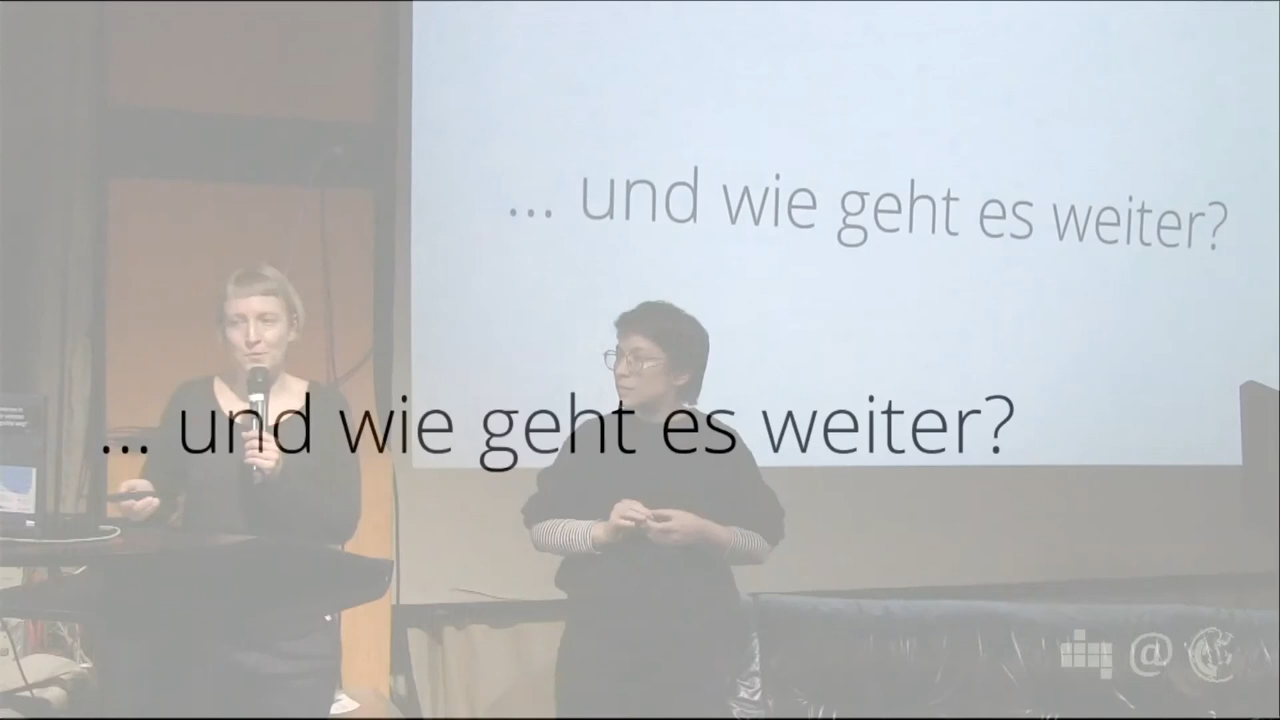 ... und wie geht es weiter?
... und wie geht es weiter?
@